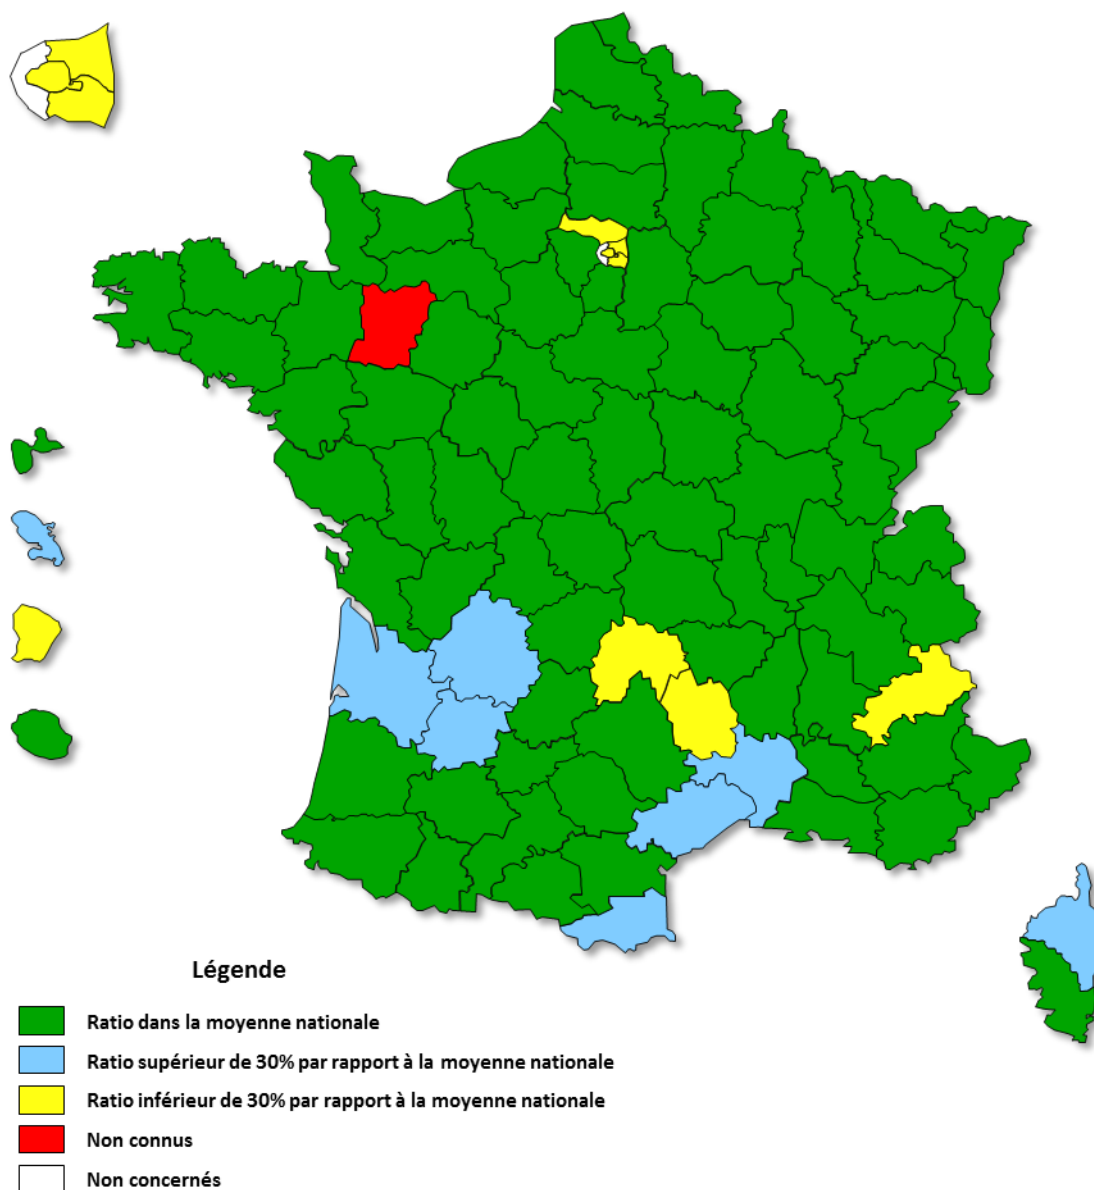 Légende
Ratio dans la moyenne nationale
Ratio supérieur de 30% par rapport à la moyenne nationale
Ratio inférieur de 30% par rapport à la moyenne nationale
Non connus
Non concernés